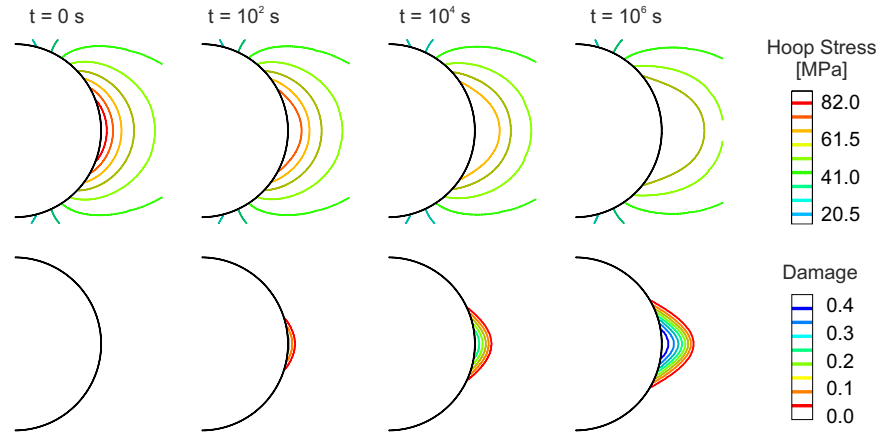 t = 0 s
t = 10² s
t = 10⁴ s
t = 10⁶ s
Hoop Stress
[MPa]
82.0
61.5
41.0
20.5
Damage
0.4
0.3
0.2
0.1
0.0